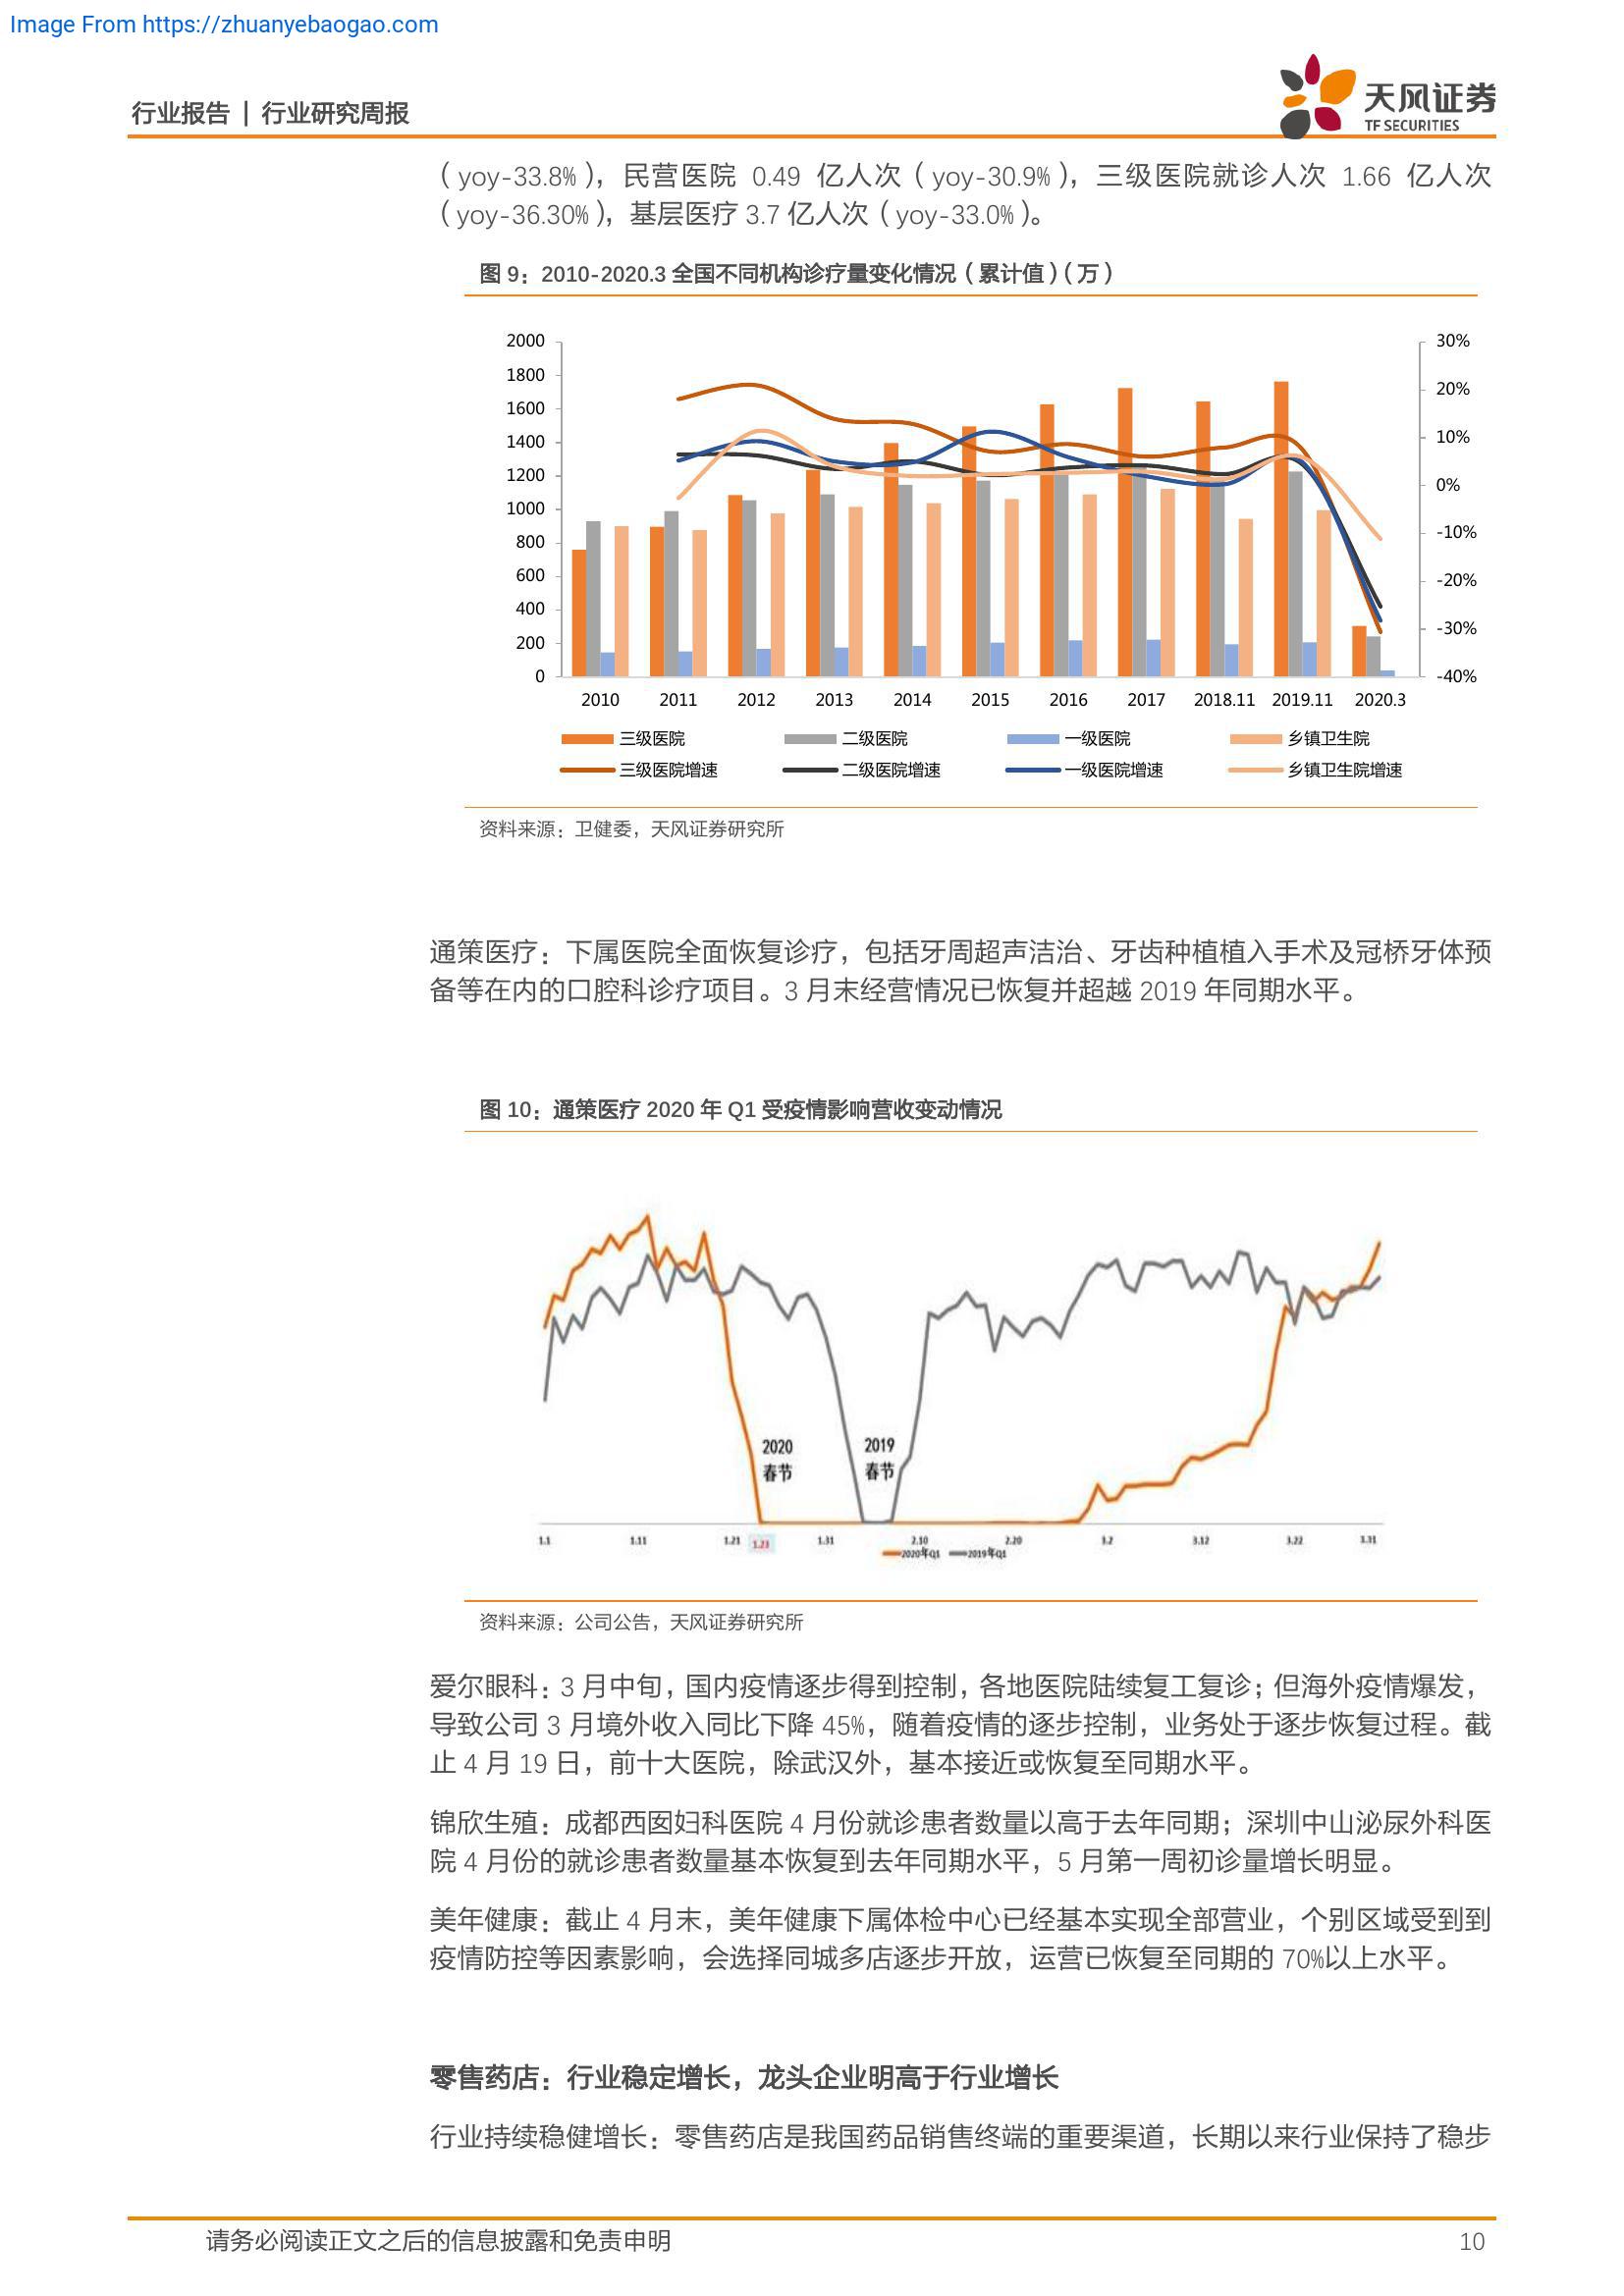 Image From https://zhuanyebaogao.com
行业报告 | 行业研究周报
天风证券
TF SECURITIES
（yoy-33.8%），民营医院 0.49 亿人次（yoy-30.9%），三级医院就诊人次 1.66 亿人次
（yoy-36.30%），基层医疗 3.7 亿人次（yoy-33.0%）。
图 9：2010-2020.3 全国不同机构诊疗量变化情况（累计值）（万）
2000 30%
1800
1600 20%
1400 10%
1200
1000 0%
800 -10%
600
400 -20%
200 -30%
0 -40%
2010 2011 2012 2013 2014 2015 2016 2017 2018.11 2019.11 2020.3
三级医院 二级医院 一级医院 乡镇卫生院
三级医院增速 二级医院增速 一级医院增速 乡镇卫生院增速
资料来源：卫健委，天风证券研究所
通策医疗：下属医院全面恢复诊疗，包括牙周超声洁治、牙齿种植植入手术及冠桥牙体预
备等在内的口腔科诊疗项目。3 月末经营情况已恢复并超越 2019 年同期水平。
图 10：通策医疗 2020 年 Q1 受疫情影响营收变动情况
2020 2019
春节 春节
1.1 1.11 1.21 1.23 1.31 2.10 2.20 3.2 3.12 3.22 3.31
2020年Q1 2019年Q1
资料来源：公司公告，天风证券研究所
爱尔眼科：3 月中旬，国内疫情逐步得到控制，各地医院陆续复工复诊；但海外疫情爆发，
导致公司 3 月境外收入同比下降 45%，随着疫情的逐步控制，业务处于逐步恢复过程。截
止 4 月 19 日，前十大医院，除武汉外，基本接近或恢复至同期水平。
锦欣生殖：成都西囡妇科医院 4 月份就诊患者数量以高于去年同期；深圳中山泌尿外科医
院 4 月份的就诊患者数量基本恢复到去年同期水平，5 月第一周初诊量增长明显。
美年健康：截止 4 月末，美年健康下属体检中心已经基本实现全部营业，个别区域受到到
疫情防控等因素影响，会选择同城多店逐步开放，运营已恢复至同期的 70%以上水平。
零售药店：行业稳定增长，龙头企业明高于行业增长
行业持续稳健增长：零售药店是我国药品销售终端的重要渠道，长期以来行业保持了稳步
请务必阅读正文之后的信息披露和免责申明 10